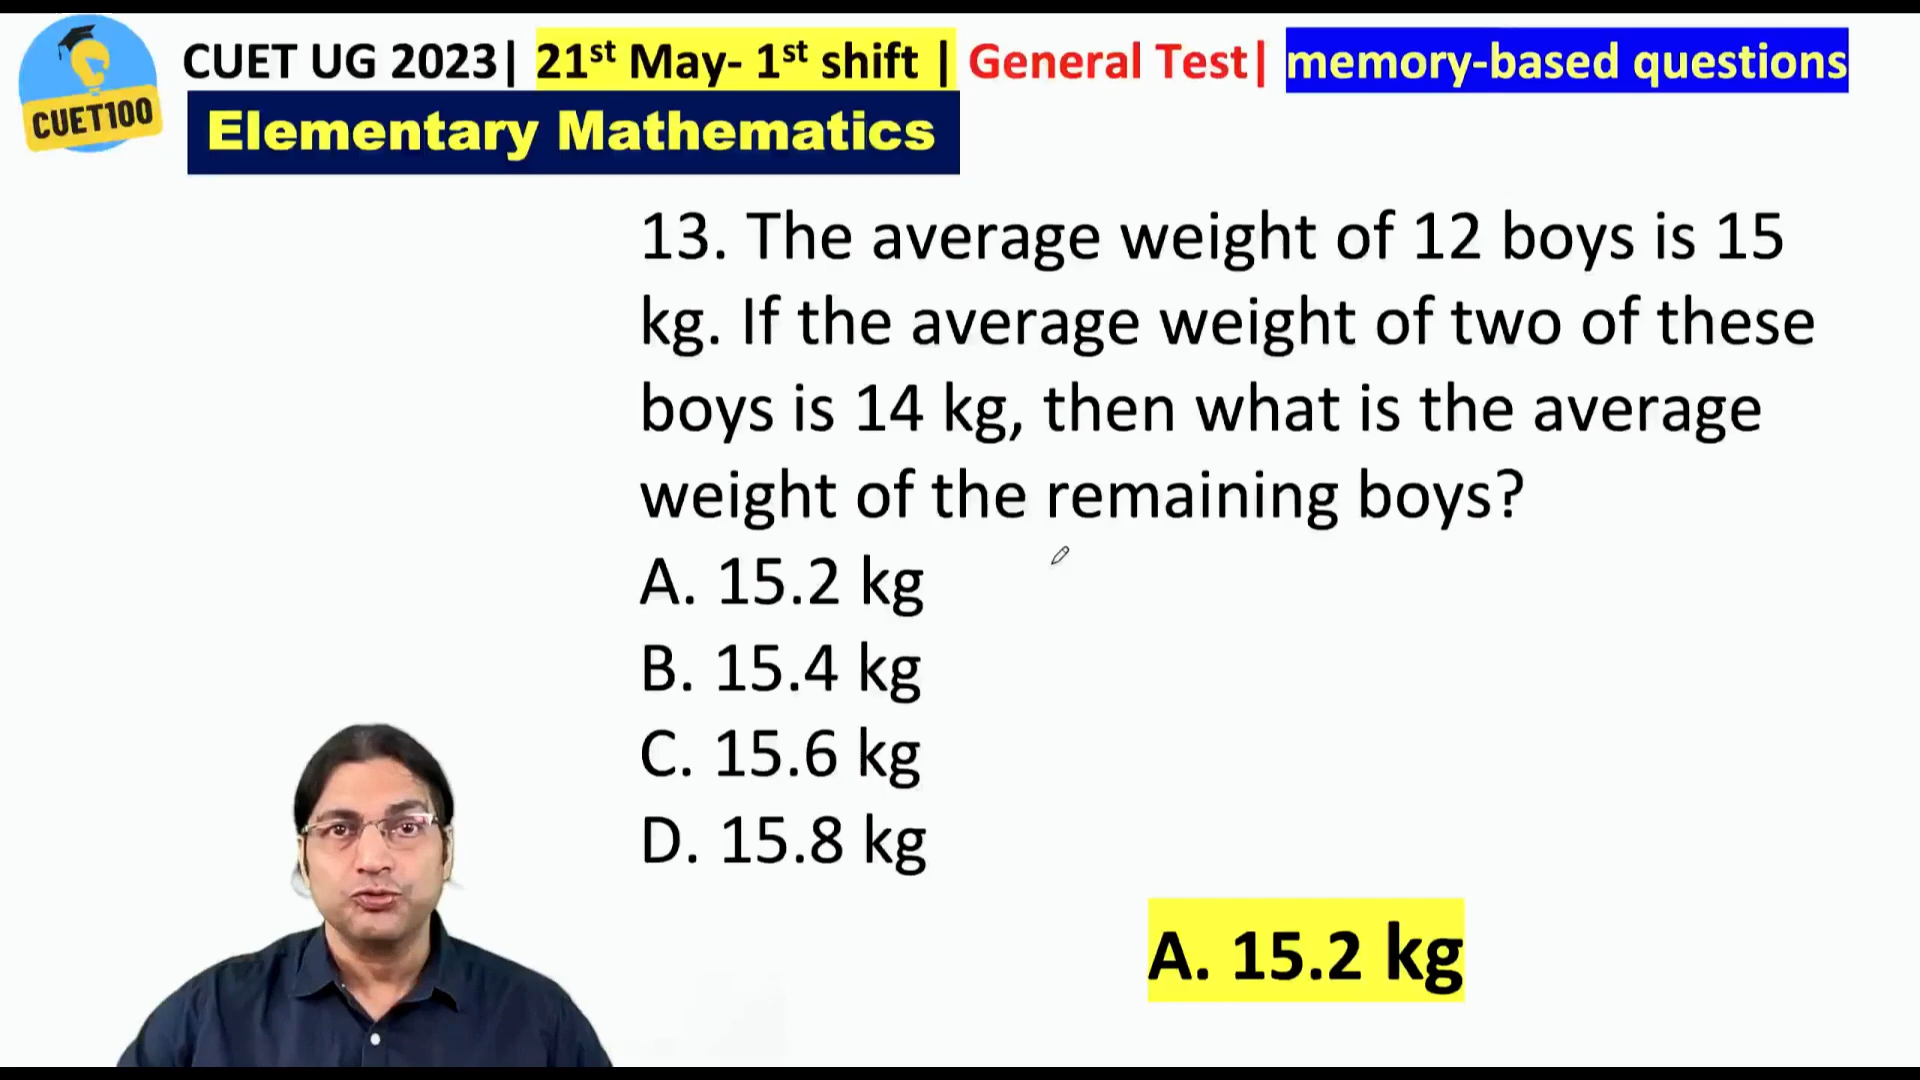 CUET100
CUET UG 2023| 21st May- 1st shift | General Test| memory-based questions
Elementary Mathematics
13. The average weight of 12 boys is 15
kg. If the average weight of two of these
boys is 14 kg, then what is the average
weight of the remaining boys?
A. 15.2 kg
B. 15.4 kg
C. 15.6 kg
D. 15.8 kg
A. 15.2 kg